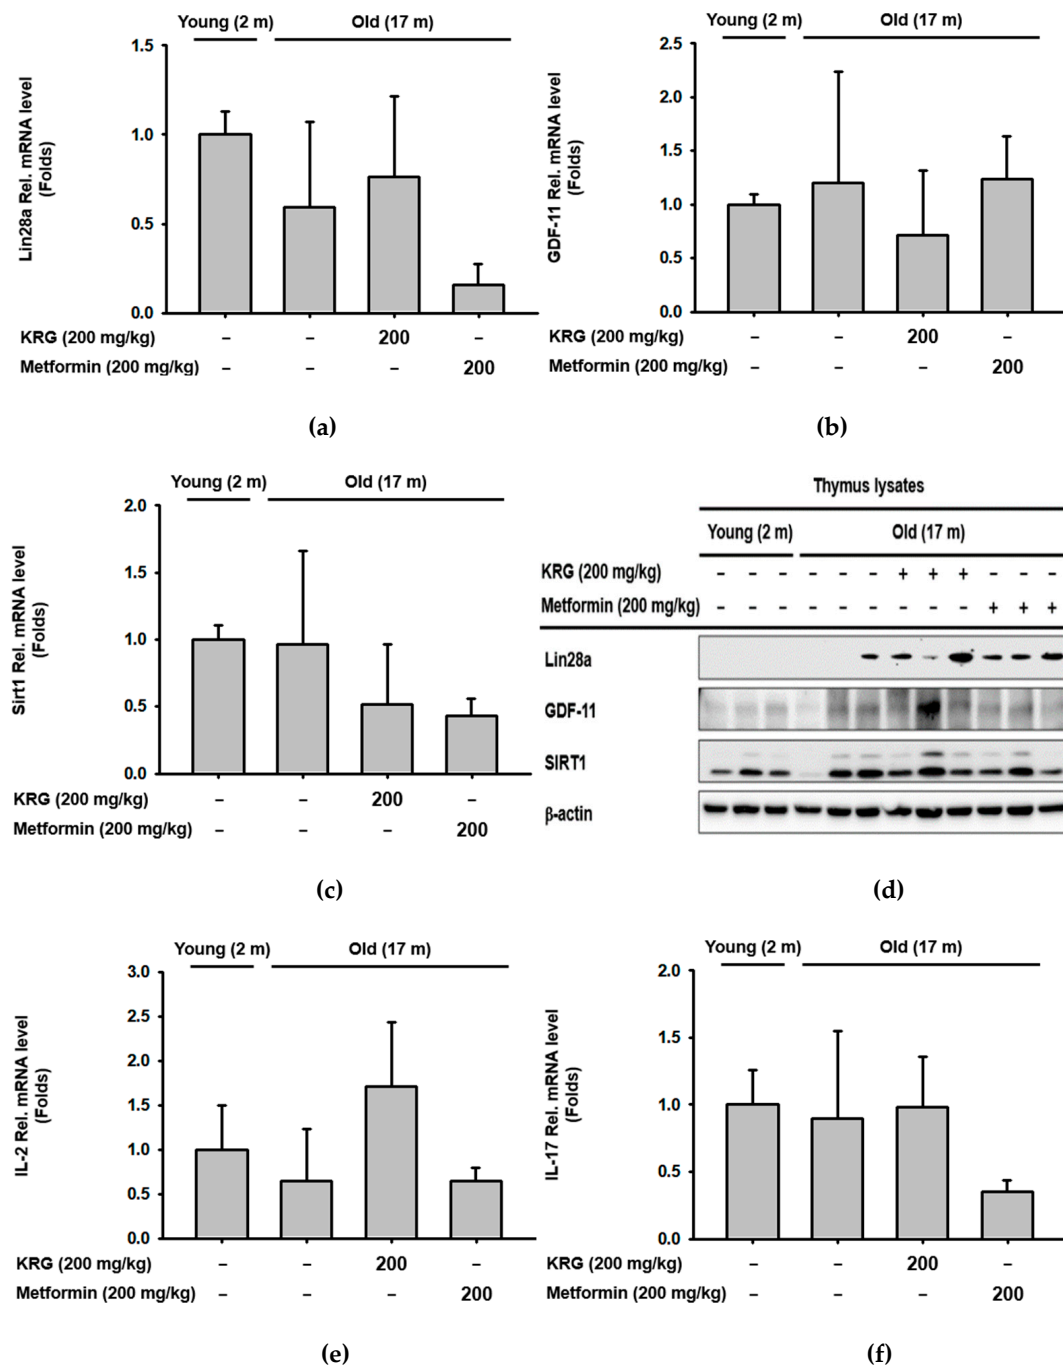 Young (2 m) Old (17 m)
Lin28a Rel. mRNA level
(Folds)
1.5
1.0
0.5
0.0
KRG (200 mg/kg) – – 200 –
Metformin (200 mg/kg) – – – 200
(a)
Young (2 m) Old (17 m)
GDF-11 Rel. mRNA level
(Folds)
2.5
2.0
1.5
1.0
0.5
0.0
KRG (200 mg/kg) – – 200 –
Metformin (200 mg/kg) – – – 200
(b)
Young (2 m) Old (17 m)
Sirt1 Rel. mRNA level
(Folds)
2.0
1.5
1.0
0.5
0.0
KRG (200 mg/kg) – – 200 –
Metformin (200 mg/kg) – – – 200
(c)
Thymus lysates
Young (2 m) Old (17 m)
KRG (200 mg/kg) – – – – – – + + + – – –
Metformin (200 mg/kg) – – – – – – – – – + + +
Lin28a
GDF-11
SIRT1
β-actin
(d)
Young (2 m) Old (17 m)
IL-2 Rel. mRNA level
(Folds)
3.0
2.5
2.0
1.5
1.0
0.5
0.0
KRG (200 mg/kg) – – 200 –
Metformin (200 mg/kg) – – – 200
(e)
Young (2 m) Old (17 m)
IL-17 Rel. mRNA level
(Folds)
2.0
1.5
1.0
0.5
0.0
KRG (200 mg/kg) – – 200 –
Metformin (200 mg/kg) – – – 200
(f)